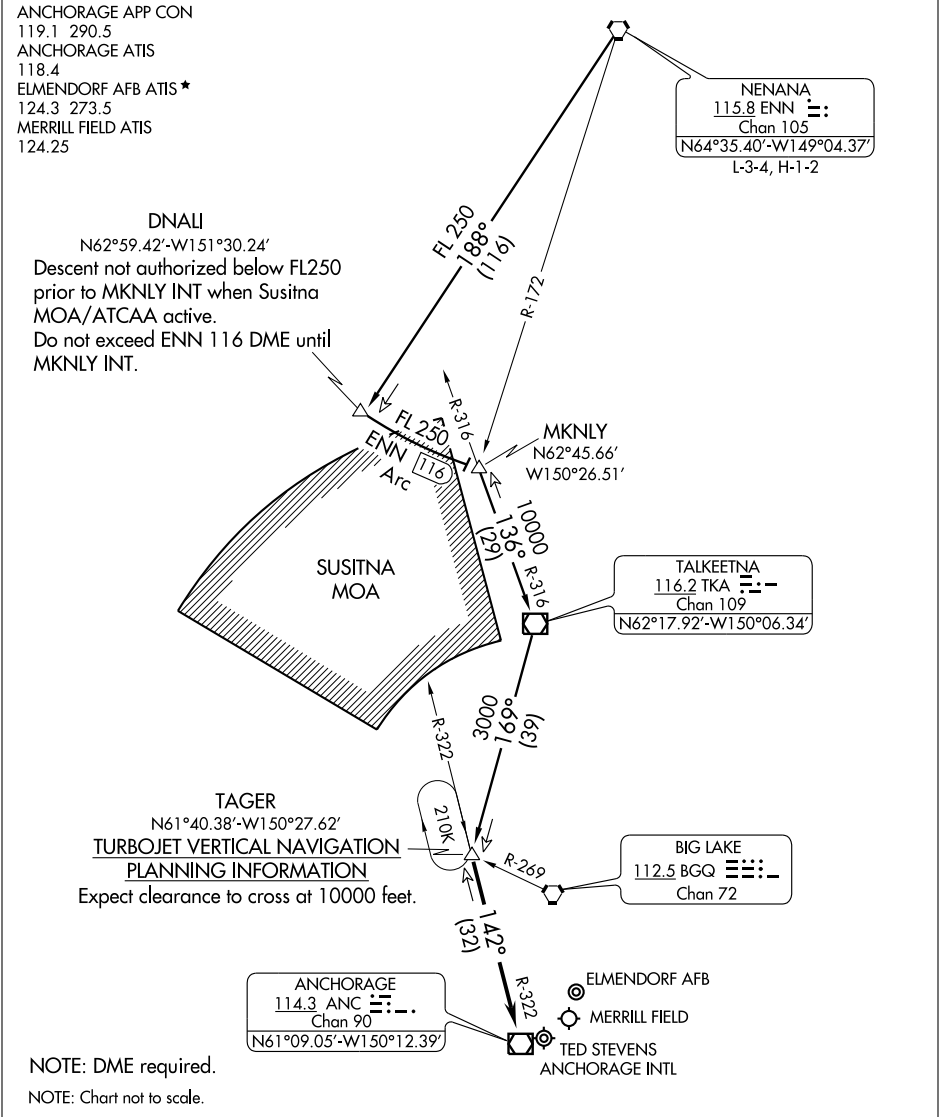 ANCHORAGE APP CON
119.1 290.5
ANCHORAGE ATIS
118.4
ELMENDORF AFB ATIS ★
124.3 273.5
MERRILL FIELD ATIS
124.25
NENANA
115.8 ENN
Chan 105
N64°35.40′-W149°04.37′
L-3-4, H-1-2
FL 250
188°
(116)
R-172
DNALI
N62°59.42′-W151°30.24′
Descent not authorized below FL250
prior to MKNLY INT when Susitna
MOA/ATCAA active.
Do not exceed ENN 116 DME until
MKNLY INT.
R-316
FL 250
ENN 116
Arc
MKNLY
N62°45.66′
W150°26.51′
10000
136°
(29)
R-316
SUSITNA
MOA
TALKEETNA
116.2 TKA
Chan 109
N62°17.92′-W150°06.34′
3000
169°
(39)
R-322
210K
TAGER
N61°40.38′-W150°27.62′
TURBOJET VERTICAL NAVIGATION
PLANNING INFORMATION
Expect clearance to cross at 10000 feet.
R-269
BIG LAKE
112.5 BGQ
Chan 72
142°
(32)
R-322
ANCHORAGE
114.3 ANC
Chan 90
N61°09.05′-W150°12.39′
ELMENDORF AFB
MERRILL FIELD
TED STEVENS
ANCHORAGE INTL
NOTE: DME required.
NOTE: Chart not to scale.